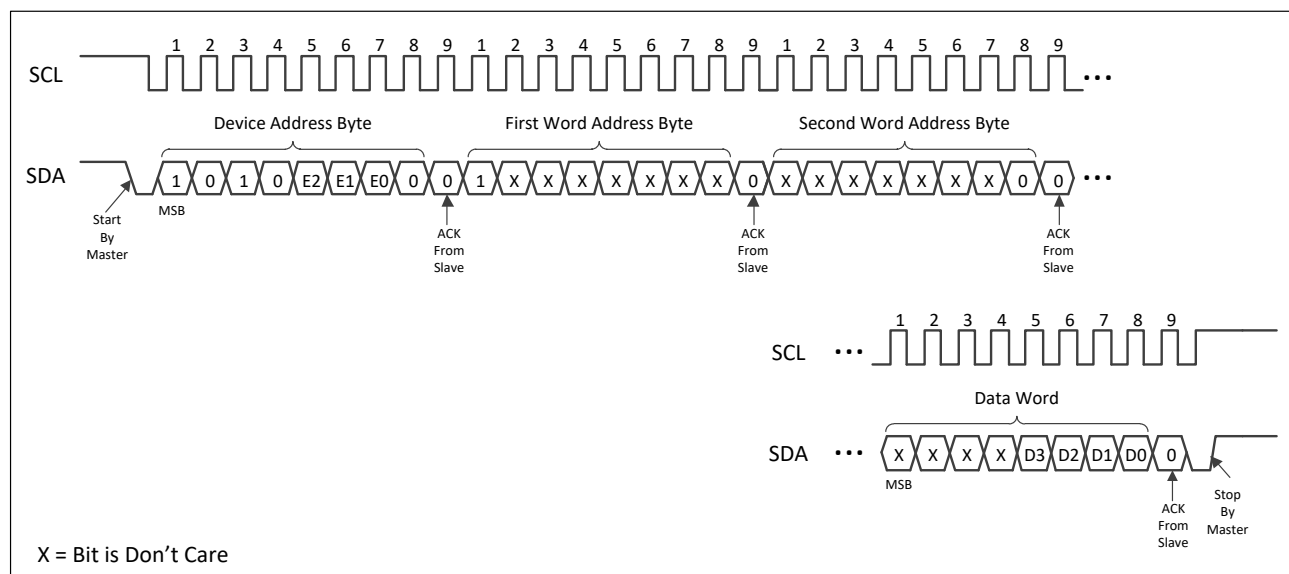 1 2 3 4 5 6 7 8 9 1 2 3 4 5 6 7 8 9 1 2 3 4 5 6 7 8 9
SCL ...
Device Address Byte First Word Address Byte Second Word Address Byte
SDA 1 0 1 0 E2 E1 E0 0 0 1 X X X X X X X 0 X X X X X X X 0 0 ...
MSB
Start
By
Master
ACK
From
Slave
ACK
From
Slave
ACK
From
Slave
1 2 3 4 5 6 7 8 9
SCL ...
Data Word
SDA ... X X X X D3 D2 D1 D0 0
MSB
ACK
From
Slave
Stop
By
Master
X = Bit is Don’t Care